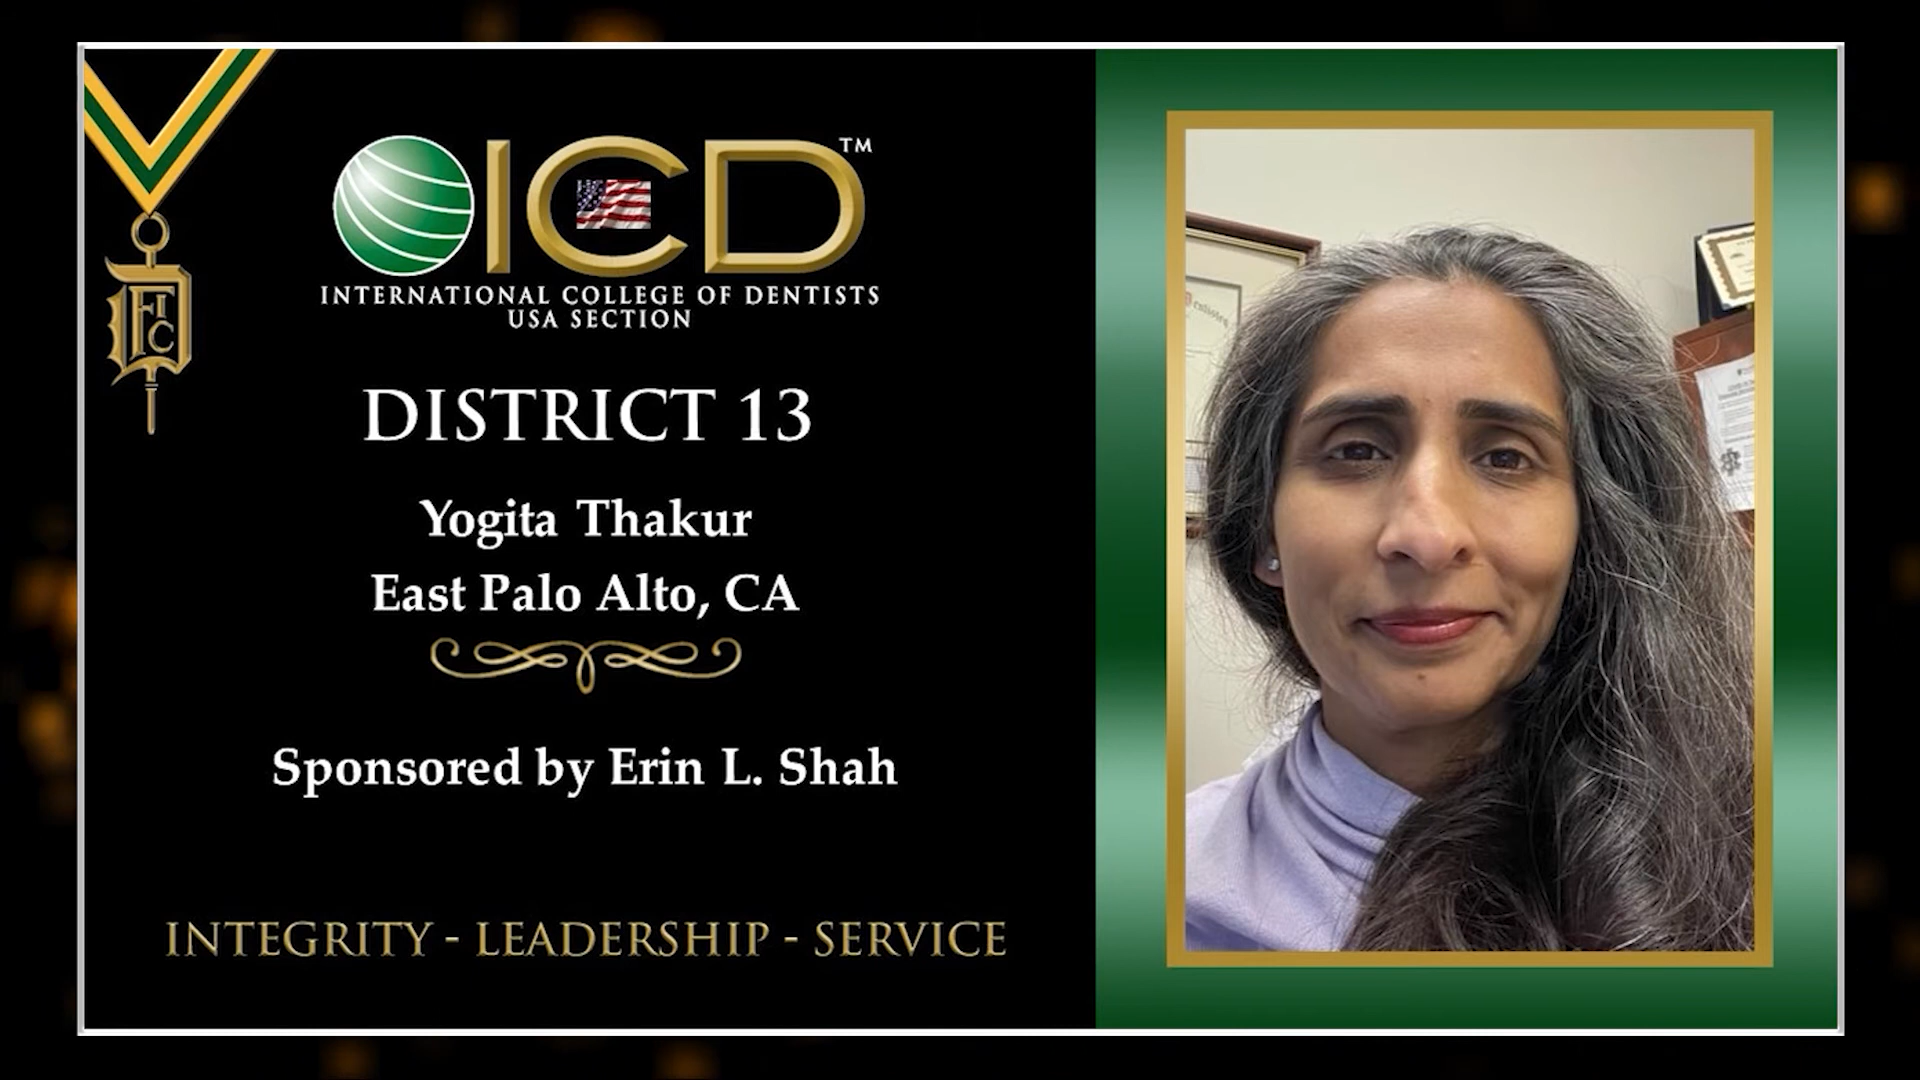 ICD™
INTERNATIONAL COLLEGE OF DENTISTS
USA SECTION
DISTRICT 13
Yogita Thakur
East Palo Alto, CA
Sponsored by Erin L. Shah
INTEGRITY - LEADERSHIP - SERVICE